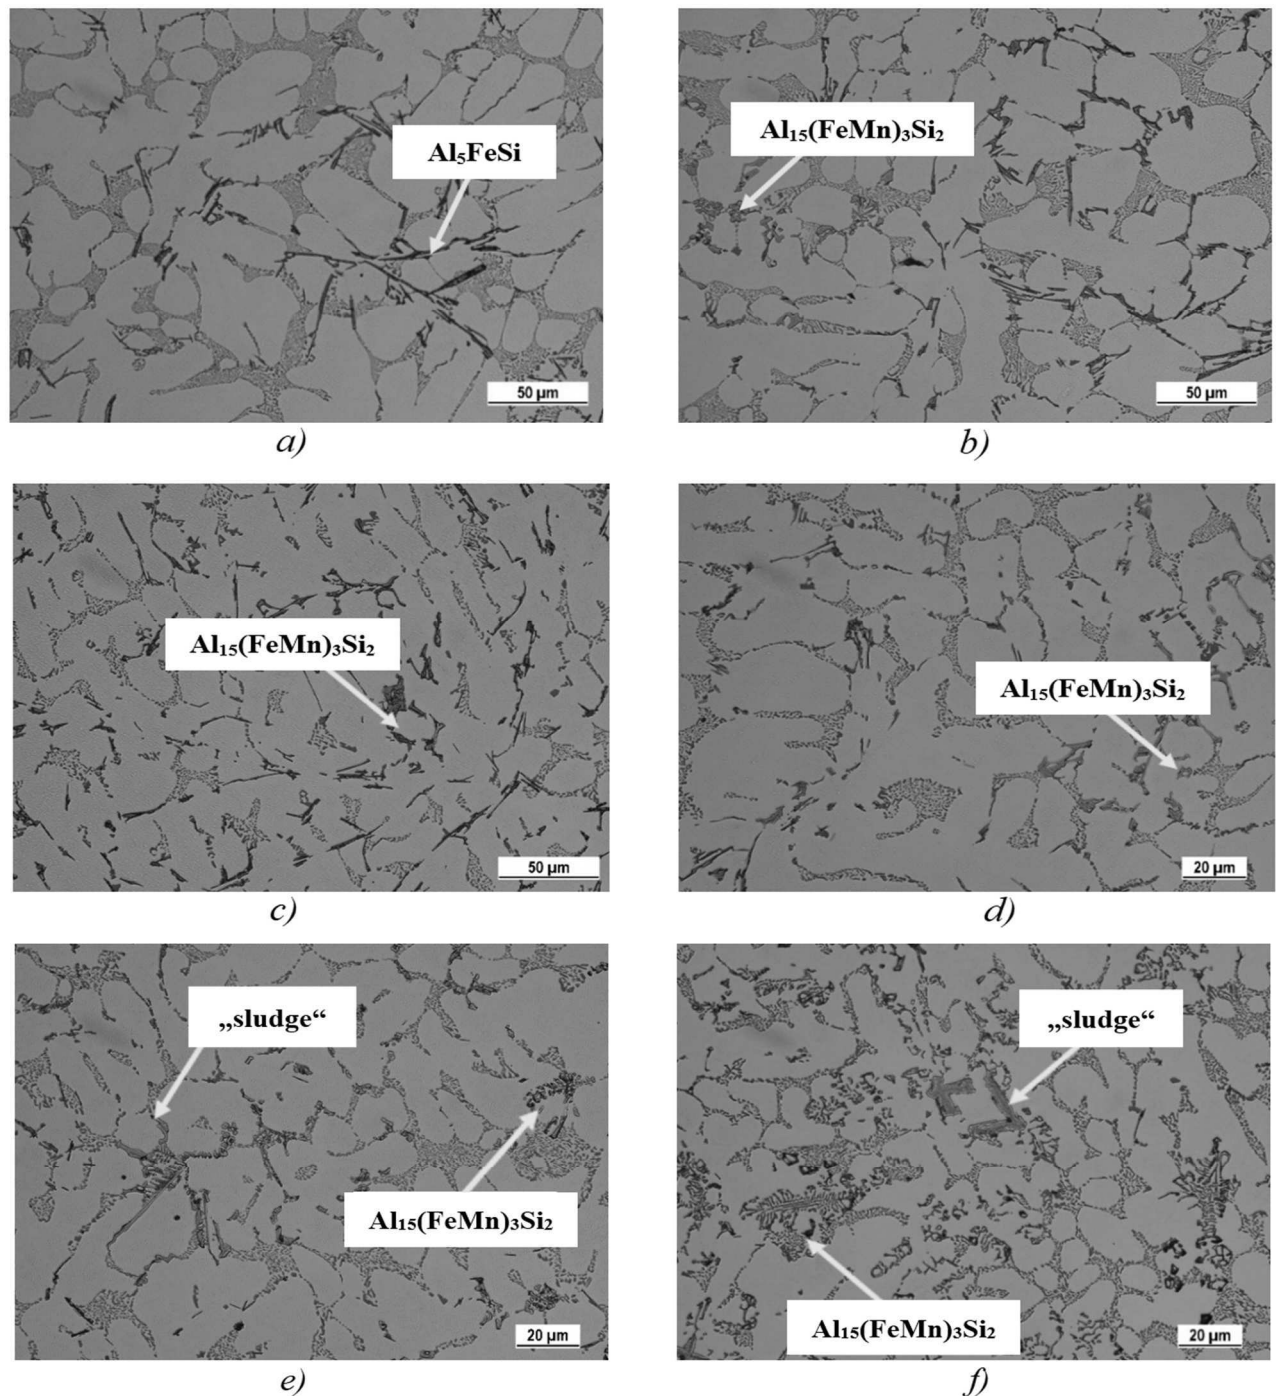 Al₅FeSi
50 µm
a)
Al₁₅(FeMn)₃Si₂
50 µm
b)
Al₁₅(FeMn)₃Si₂
50 µm
c)
Al₁₅(FeMn)₃Si₂
20 µm
d)
„sludge“
Al₁₅(FeMn)₃Si₂
20 µm
e)
„sludge“
Al₁₅(FeMn)₃Si₂
20 µm
f)